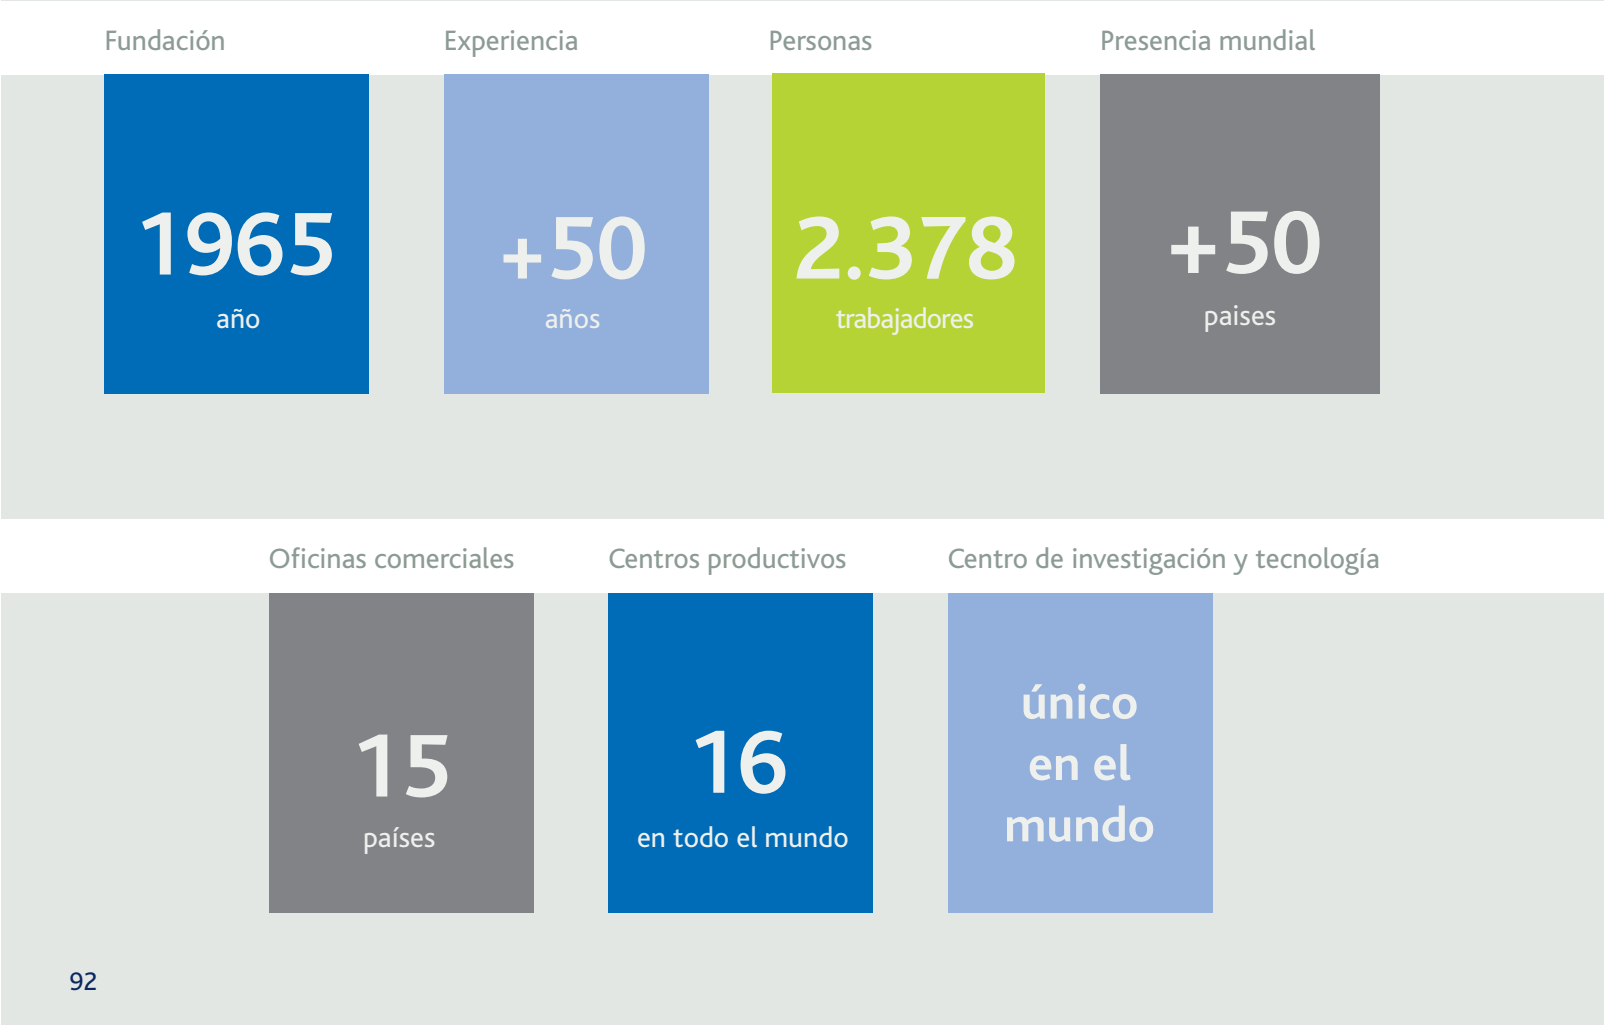 Fundación
Experiencia
Personas
Presencia mundial
1965
año
+50
años
2.378
trabajadores
+50
paises
Oficinas comerciales
Centros productivos
Centro de investigación y tecnología
15
países
16
en todo el mundo
único
en el
mundo
92